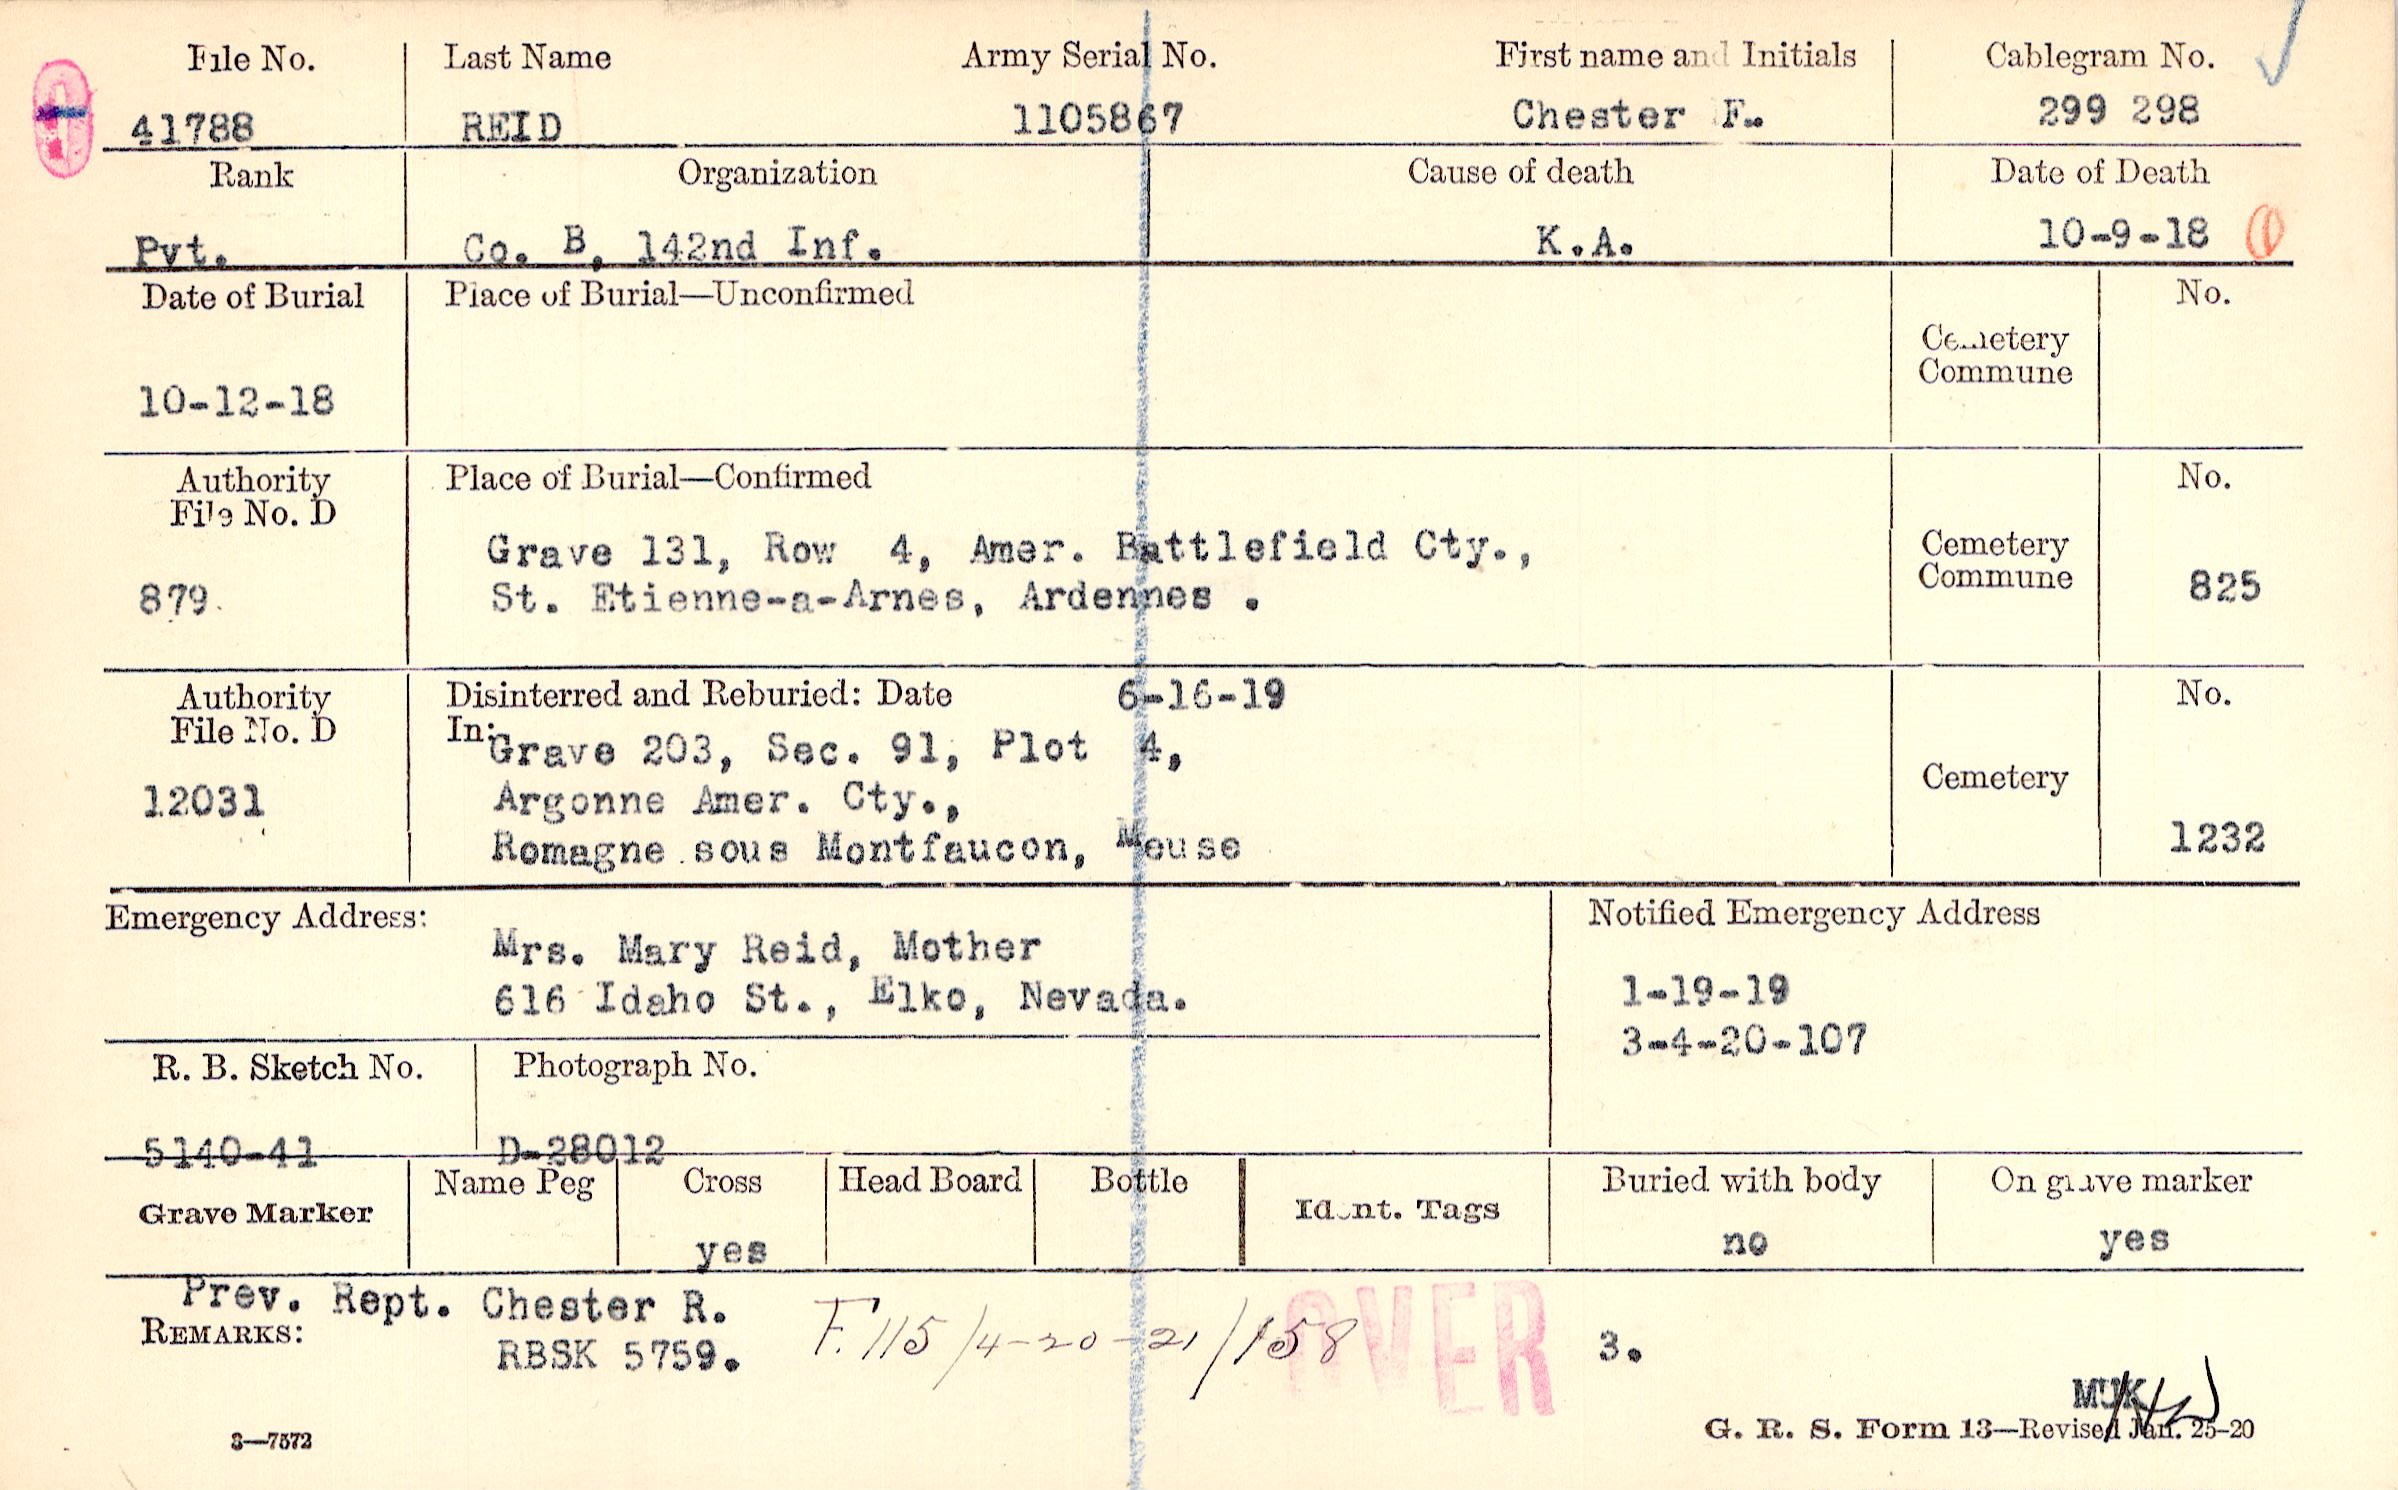 File No. Last Name Army Serial No. First name and Initials Cablegram No.
41788 REID 1105867 Chester F. 299 298
Rank Organization Cause of death Date of Death
Pvt. Co. B, 142nd Inf. K.A. 10-9-18
Date of Burial Place of Burial—Unconfirmed No.
Cemetery
Commune
10-12-18
Authority Place of Burial—Confirmed No.
File No. D
Grave 131, Row 4, Amer. Battlefield Cty., Cemetery
879. St. Etienne-a-Arnes, Ardennes . Commune 825
Authority Disinterred and Reburied: Date 6-16-19 No.
File No. D In:
Grave 203, Sec. 91, Plot 4,
Cemetery
12031 Argonne Amer. Cty.,
Romagne sous Montfaucon, Meuse 1232
Emergency Address: Notified Emergency Address
Mrs. Mary Reid, Mother
616 Idaho St., Elko, Nevada. 1-19-19
3-4-20-107
R. B. Sketch No. Photograph No.
5140-41 D-28012
Grave Marker Name Peg Cross Head Board Bottle Ident. Tags Buried with body On grave marker
yes no yes
Prev. Rept. Chester R.
REMARKS:
RBSK 5759. F.115/4-20-21/158 OVER 3.
MUK
3—7572 G. R. S. Form 13—Revised Jan. 25-20